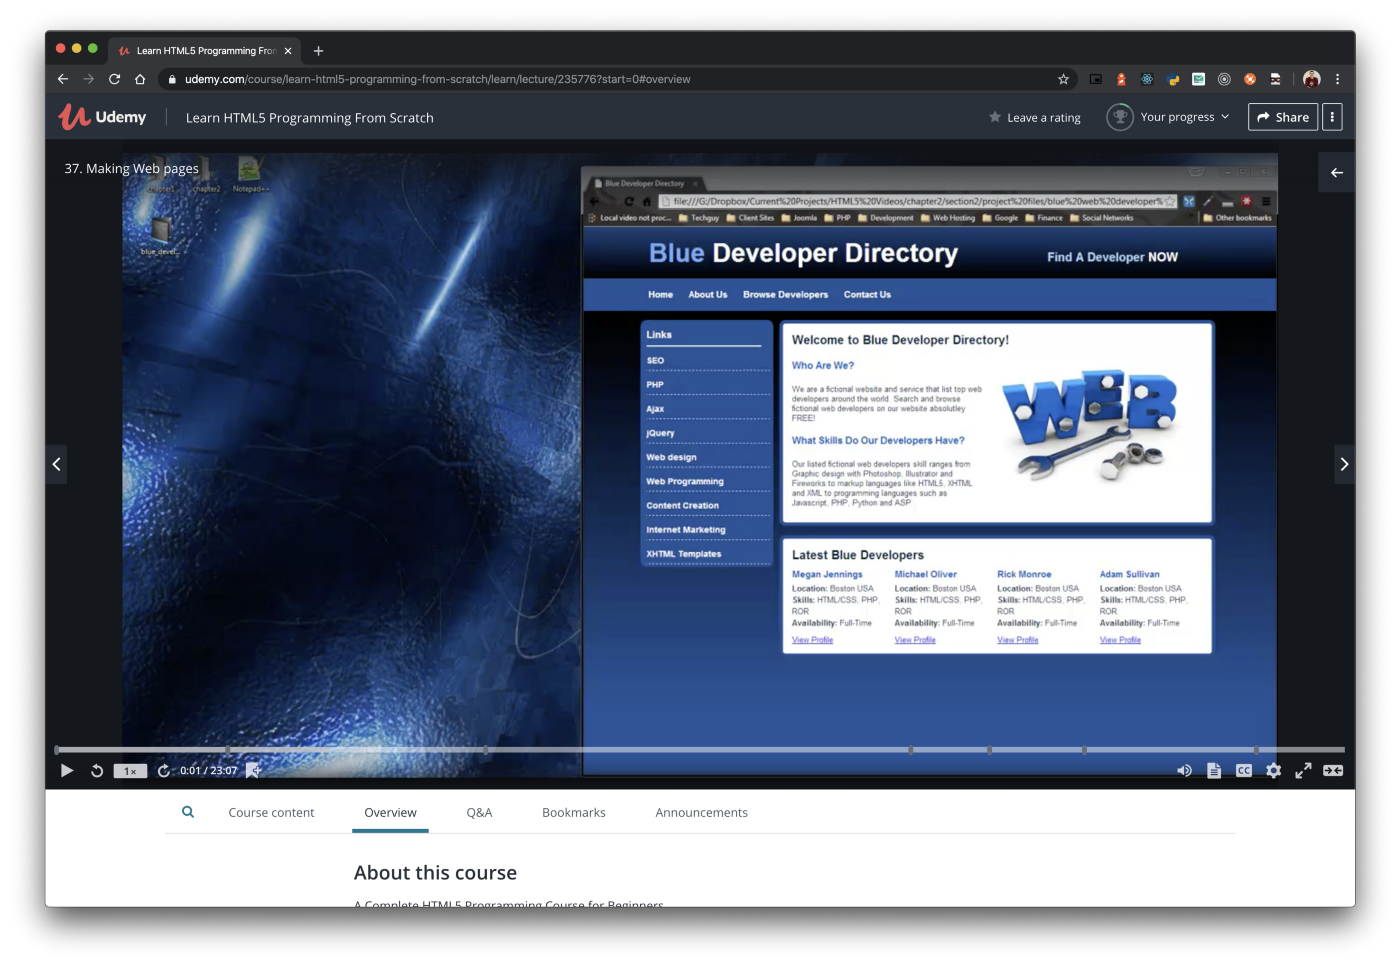 Learn HTML5 Programming From
udemy.com/course/learn-html5-programming-from-scratch/learn/lecture/235776?start=0#overview
Udemy
Learn HTML5 Programming From Scratch
Leave a rating
Your progress
Share
37. Making Web pages
chapter1
chapter2
Notepad++
blue_devel...
Blue Developer Directory
file:///G:/Dropbox/Current%20Projects/HTML5%20Videos/chapter2/section2/project%20files/blue%20web%20developer%
Local video not proc...
Techguy
Client Sites
Joomla
PHP
Development
Web Hosting
Google
Finance
Social Networks
Other bookmarks
Blue Developer Directory
Find A Developer NOW
Home
About Us
Browse Developers
Contact Us
Links
SEO
PHP
Ajax
jQuery
Web design
Web Programming
Content Creation
Internet Marketing
XHTML Templates
Welcome to Blue Developer Directory!
Who Are We?
We are a fictional website and service that list top web
developers around the world. Search and browse
fictional web developers on our website absolutley
FREE!
What Skills Do Our Developers Have?
Our listed fictional web developers skill ranges from
Graphic design with Photoshop, Illustrator and
Fireworks to markup languages like HTML5, XHTML
and XML to programming languages such as
Javascript, PHP, Python and ASP
WEB
Latest Blue Developers
Megan Jennings
Location: Boston USA
Skills: HTML/CSS, PHP,
ROR
Availability: Full-Time
View Profile
Michael Oliver
Location: Boston USA
Skills: HTML/CSS, PHP,
ROR
Availability: Full-Time
View Profile
Rick Monroe
Location: Boston USA
Skills: HTML/CSS, PHP,
ROR
Availability: Full-Time
View Profile
Adam Sullivan
Location: Boston USA
Skills: HTML/CSS, PHP,
ROR
Availability: Full-Time
View Profile
1×
0:01 / 23:07
CC
Course content
Overview
Q&A
Bookmarks
Announcements
About this course
A Complete HTML5 Programming Course for Beginners